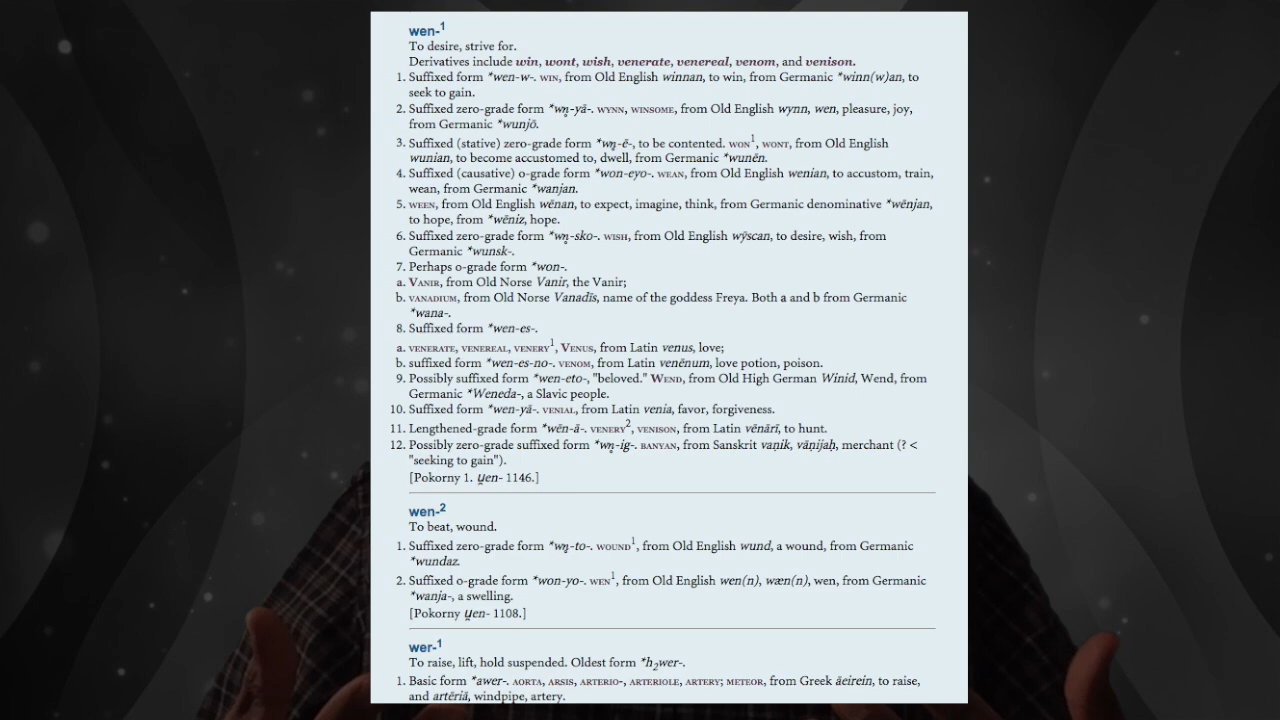 wen-1
To desire, strive for.
Derivatives include win, wont, wish, venerate, venereal, venom, and venison.
1. Suffixed form *wen-w-. WIN, from Old English winnan, to win, from Germanic *winn(w)an, to
seek to gain.
2. Suffixed zero-grade form *wn̥-yā-. WYNN, WINSOME, from Old English wynn, wen, pleasure, joy,
from Germanic *wunjō.
3. Suffixed (stative) zero-grade form *wn̥-ē-, to be contented. WON1, WONT, from Old English
wunian, to become accustomed to, dwell, from Germanic *wunēn.
4. Suffixed (causative) o-grade form *won-eyo-. WEAN, from Old English wenian, to accustom, train,
wean, from Germanic *wanjan.
5. WEEN, from Old English wēnan, to expect, imagine, think, from Germanic denominative *wēnjan,
to hope, from *wēniz, hope.
6. Suffixed zero-grade form *wn̥-sko-. WISH, from Old English wȳscan, to desire, wish, from
Germanic *wunsk-.
7. Perhaps o-grade form *won-.
a. VANIR, from Old Norse Vanir, the Vanir;
b. VANADIUM, from Old Norse Vanadīs, name of the goddess Freya. Both a and b from Germanic
*wana-.
8. Suffixed form *wen-es-.
a. VENERATE, VENEREAL, VENERY1, VENUS, from Latin venus, love;
b. suffixed form *wen-es-no-. VENOM, from Latin venēnum, love potion, poison.
9. Possibly suffixed form *wen-eto-, "beloved." WEND, from Old High German Winid, Wend, from
Germanic *Weneda-, a Slavic people.
10. Suffixed form *wen-yā-. VENIAL, from Latin venia, favor, forgiveness.
11. Lengthened-grade form *wēn-ā-. VENERY2, VENISON, from Latin vēnārī, to hunt.
12. Possibly zero-grade suffixed form *wn̥-ig-. BANYAN, from Sanskrit vaṇik, vāṇijaḥ, merchant (? <
"seeking to gain").
[Pokorny 1. u̯en- 1146.]
wen-2
To beat, wound.
1. Suffixed zero-grade form *wn̥-to-. WOUND1, from Old English wund, a wound, from Germanic
*wundaz.
2. Suffixed o-grade form *won-yo-. WEN1, from Old English wen(n), wæn(n), wen, from Germanic
*wanja-, a swelling.
[Pokorny u̯en- 1108.]
wer-1
To raise, lift, hold suspended. Oldest form *h2wer-.
1. Basic form *awer-. AORTA, ARSIS, ARTERIO-, ARTERIOLE, ARTERY; METEOR, from Greek āeirein, to raise,
and artēriā, windpipe, artery.